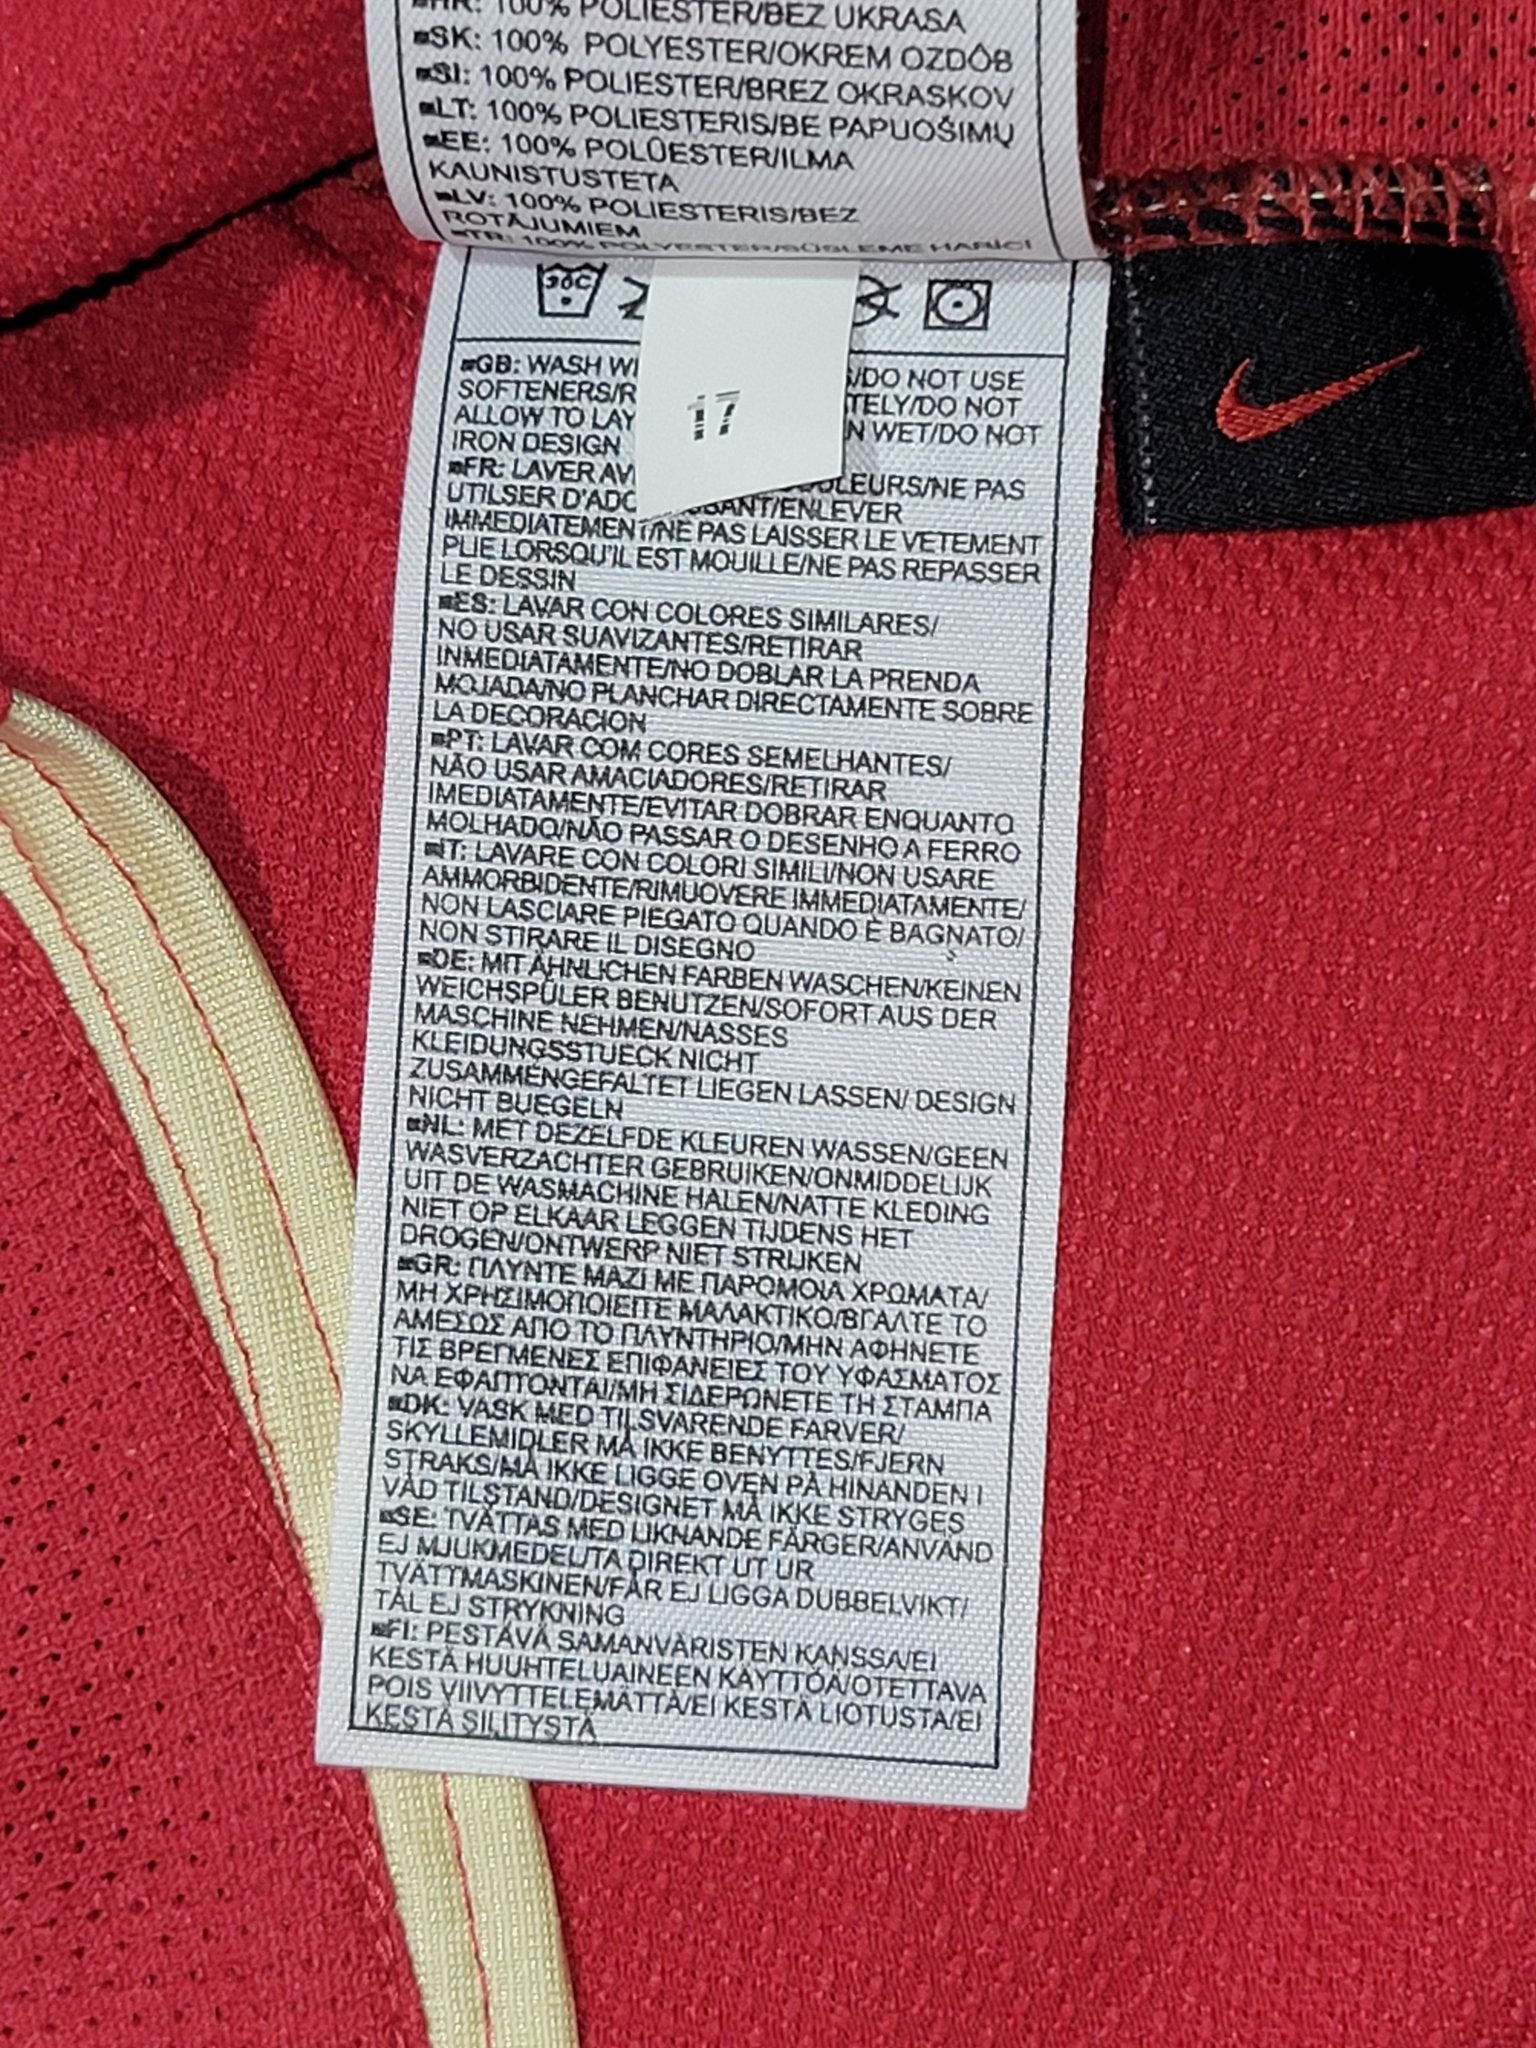 HR: 100% POLIESTER/BEZ UKRASA
SK: 100% POLYESTER/OKREM OZDÔB
SI: 100% POLIESTER/BREZ OKRASKOV
LT: 100% POLIESTERIS/BE PAPUOŠIMŲ
EE: 100% POLÜESTER/ILMA
KAUNISTUSTETA
LV: 100% POLIESTERIS/BEZ
ROTĀJUMIEM
TR: 100% POLYESTER/SÜSLEME HARİCİ
30C
GB: WASH /DO NOT USE
SOFTENERS/ /DO NOT
ALLOW TO LAY WET/DO NOT
IRON DESIGN
FR: LAVER /NE PAS
UTILSER /ENLEVER
IMMEDIATEMENT/NE PAS LAISSER LE VETEMENT
PLIE LORSQU'IL EST MOUILLE/NE PAS REPASSER
LE DESSIN
ES: LAVAR CON COLORES SIMILARES/
NO USAR SUAVIZANTES/RETIRAR
INMEDIATAMENTE/NO DOBLAR LA PRENDA
MOJADA/NO PLANCHAR DIRECTAMENTE SOBRE
LA DECORACION
PT: LAVAR COM CORES SEMELHANTES/
NÃO USAR AMACIADORES/RETIRAR
IMEDIATAMENTE/EVITAR DOBRAR ENQUANTO
MOLHADO/NÃO PASSAR O DESENHO A FERRO
IT: LAVARE CON COLORI SIMILI/NON USARE
AMMORBIDENTE/RIMUOVERE IMMEDIATAMENTE/
NON LASCIARE PIEGATO QUANDO È BAGNATO/
NON STIRARE IL DISEGNO
DE: MIT ÄHNLICHEN FARBEN WASCHEN/KEINEN
WEICHSPÜLER BENUTZEN/SOFORT AUS DER
MASCHINE NEHMEN/NASSES
KLEIDUNGSSTUECK NICHT
ZUSAMMENGEFALTET LIEGEN LASSEN/ DESIGN
NICHT BUEGELN
NL: MET DEZELFDE KLEUREN WASSEN/GEEN
WASVERZACHTER GEBRUIKEN/ONMIDDELIJK
UIT DE WASMACHINE HALEN/NATTE KLEDING
NIET OP ELKAAR LEGGEN TIJDENS HET
DROGEN/ONTWERP NIET STRIJKEN
GR: ΠΛΥΝΤΕ ΜΑΖΙ ΜΕ ΠΑΡΟΜΟΙΑ ΧΡΩΜΑΤΑ/
ΜΗ ΧΡΗΣΙΜΟΠΟΙΕΙΤΕ ΜΑΛΑΚΤΙΚΟ/ΒΓΑΛΤΕ ΤΟ
ΑΜΕΣΩΣ ΑΠΟ ΤΟ ΠΛΥΝΤΗΡΙΟ/ΜΗΝ ΑΦΗΝΕΤΕ
ΤΙΣ ΒΡΕΓΜΕΝΕΣ ΕΠΙΦΑΝΕΙΕΣ ΤΟΥ ΥΦΑΣΜΑΤΟΣ
ΝΑ ΕΦΑΠΤΟΝΤΑΙ/ΜΗ ΣΙΔΕΡΩΝΕΤΕ ΤΗ ΣΤΑΜΠΑ
DK: VASK MED TILSVARENDE FARVER/
SKYLLEMIDLER MÅ IKKE BENYTTES/FJERN
STRAKS/MÅ IKKE LIGGE OVEN PÅ HINANDEN I
VÅD TILSTAND/DESIGNET MÅ IKKE STRYGES
SE: TVÄTTAS MED LIKNANDE FÄRGER/ANVÄND
EJ MJUKMEDEL/TA DIREKT UT UR
TVÄTTMASKINEN/FÅR EJ LIGGA DUBBELVIKT/
TÅL EJ STRYKNING
FI: PESTÄVÄ SAMANVÄRISTEN KANSSA/EI
KESTÄ HUUHTELUAINEEN KÄYTTÖÄ/OTETTAVA
POIS VIIVYTTELEMÄTTÄ/EI KESTÄ LIOTUSTA/EI
KESTÄ SILITYSTÄ